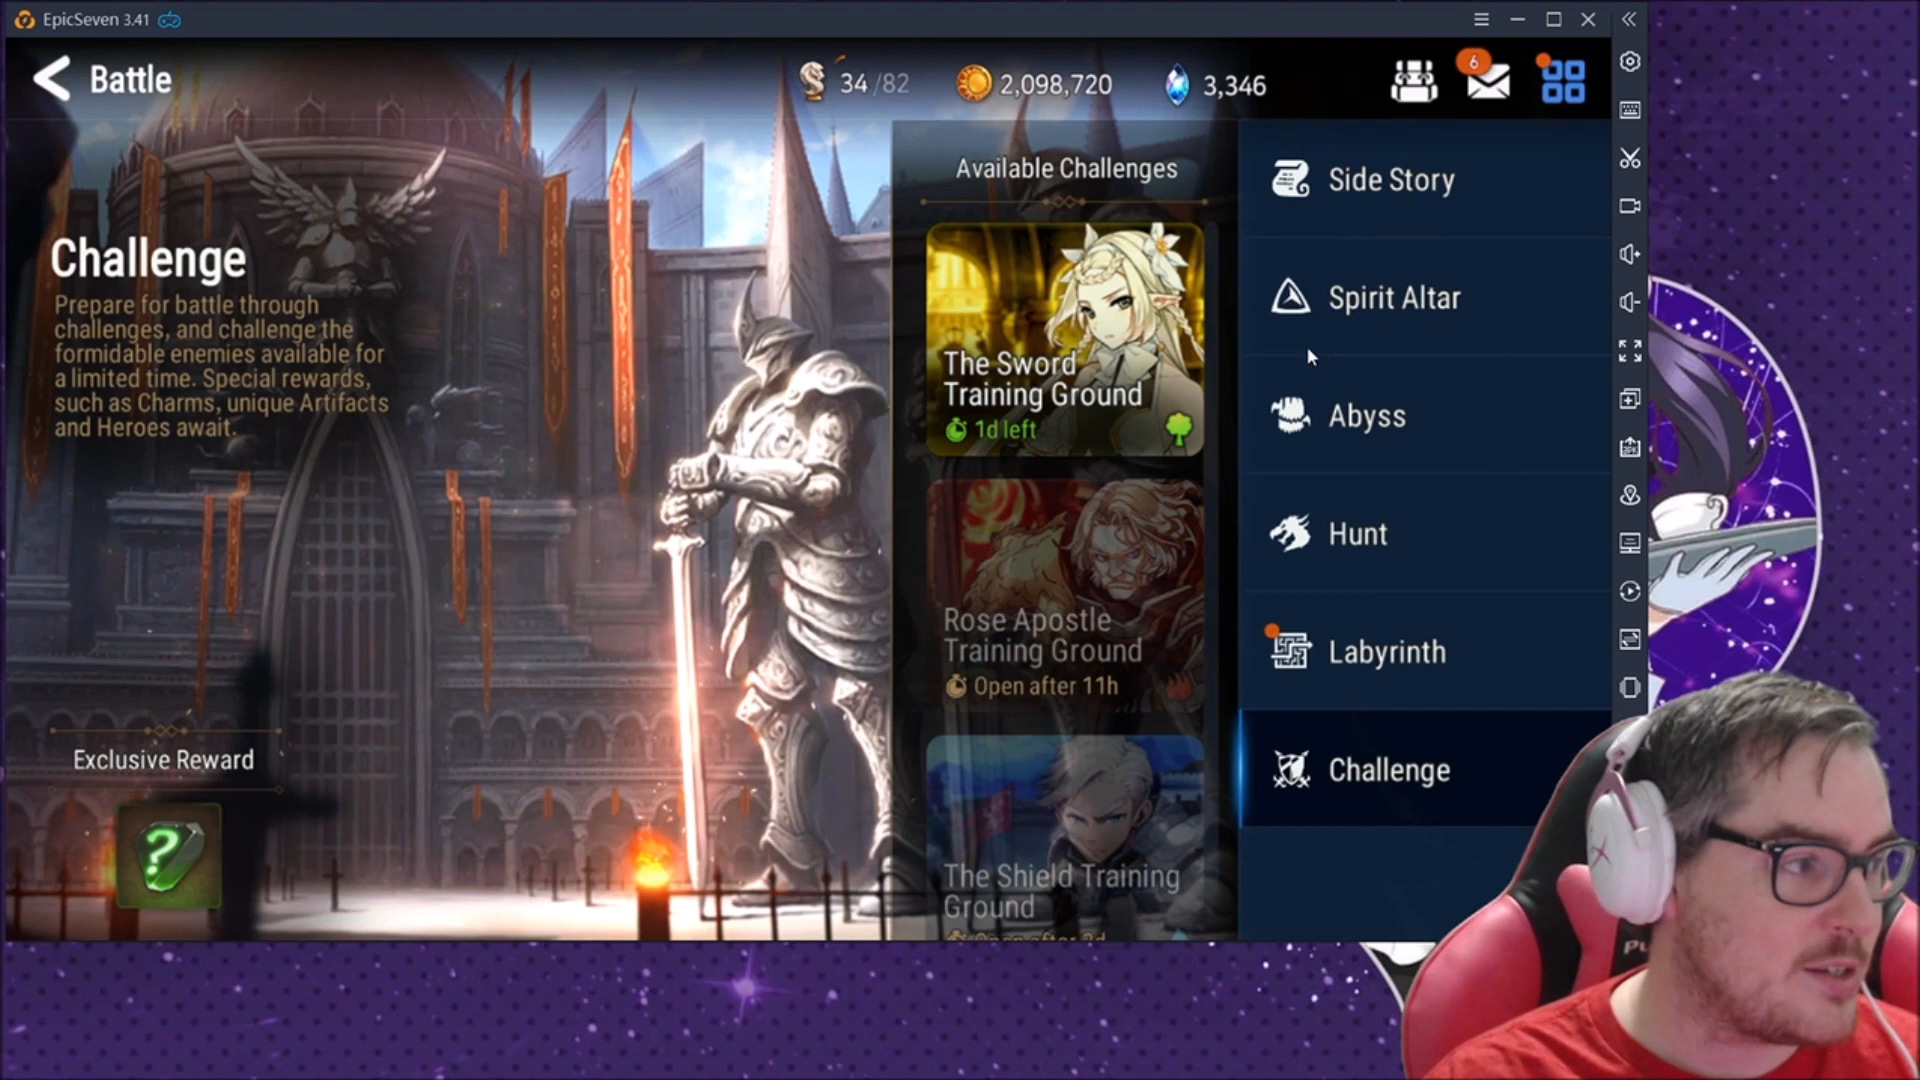 EpicSeven 3.41
Battle
34 /82
2,098,720
3,346
6
Challenge
Prepare for battle through
challenges, and challenge the
formidable enemies available for
a limited time. Special rewards,
such as Charms, unique Artifacts
and Heroes await.
Exclusive Reward
?
Available Challenges
The Sword
Training Ground
1d left
Rose Apostle
Training Ground
Open after 11h
The Shield Training
Ground
Open after 2d
Side Story
Spirit Altar
Abyss
Hunt
Labyrinth
Challenge